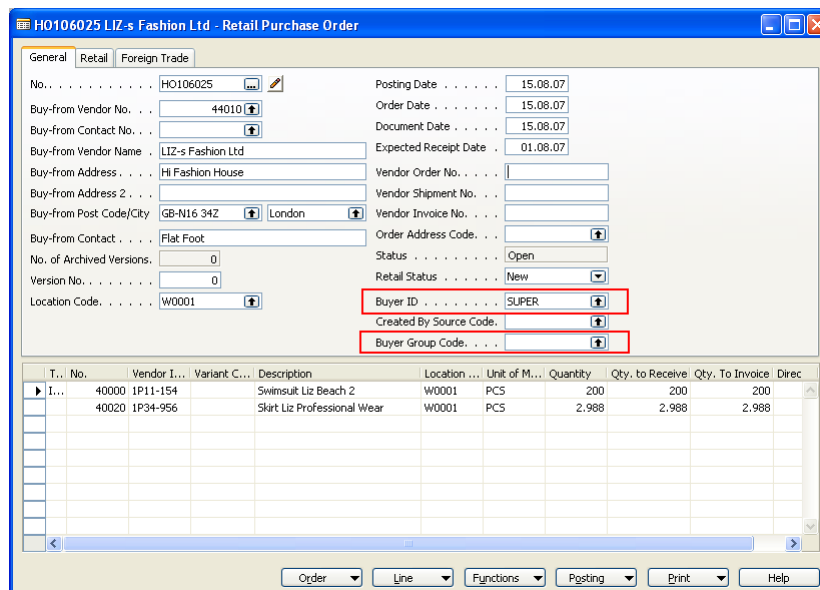 HO106025 LIZ-s Fashion Ltd - Retail Purchase Order
General Retail Foreign Trade
No. . . . . . . . . . . . HO106025
Buy-from Vendor No. . . 44010
Buy-from Contact No. . . 
Buy-from Vendor Name . LIZ-s Fashion Ltd
Buy-from Address . . . . Hi Fashion House
Buy-from Address 2 . . .
Buy-from Post Code/City GB-N16 34Z London
Buy-from Contact . . . . Flat Foot
No. of Archived Versions. 0
Version No. . . . . . . . 0
Location Code. . . . . . W0001
Posting Date . . . . . . 15.08.07
Order Date . . . . . . . 15.08.07
Document Date . . . . . 15.08.07
Expected Receipt Date . 01.08.07
Vendor Order No. . . . .
Vendor Shipment No. . .
Vendor Invoice No. . . .
Order Address Code. . .
Status . . . . . . . . . Open
Retail Status . . . . . . New
Buyer ID . . . . . . . . SUPER
Created By Source Code.
Buyer Group Code. . . .
T.. No. Vendor I... Variant C... Description Location ... Unit of M... Quantity Qty. to Receive Qty. To Invoice Direc
I... 40000 1P11-154 Swimsuit Liz Beach 2 W0001 PCS 200 200 200
40020 1P34-956 Skirt Liz Professional Wear W0001 PCS 2.988 2.988 2.988
Order Line Functions Posting Print Help